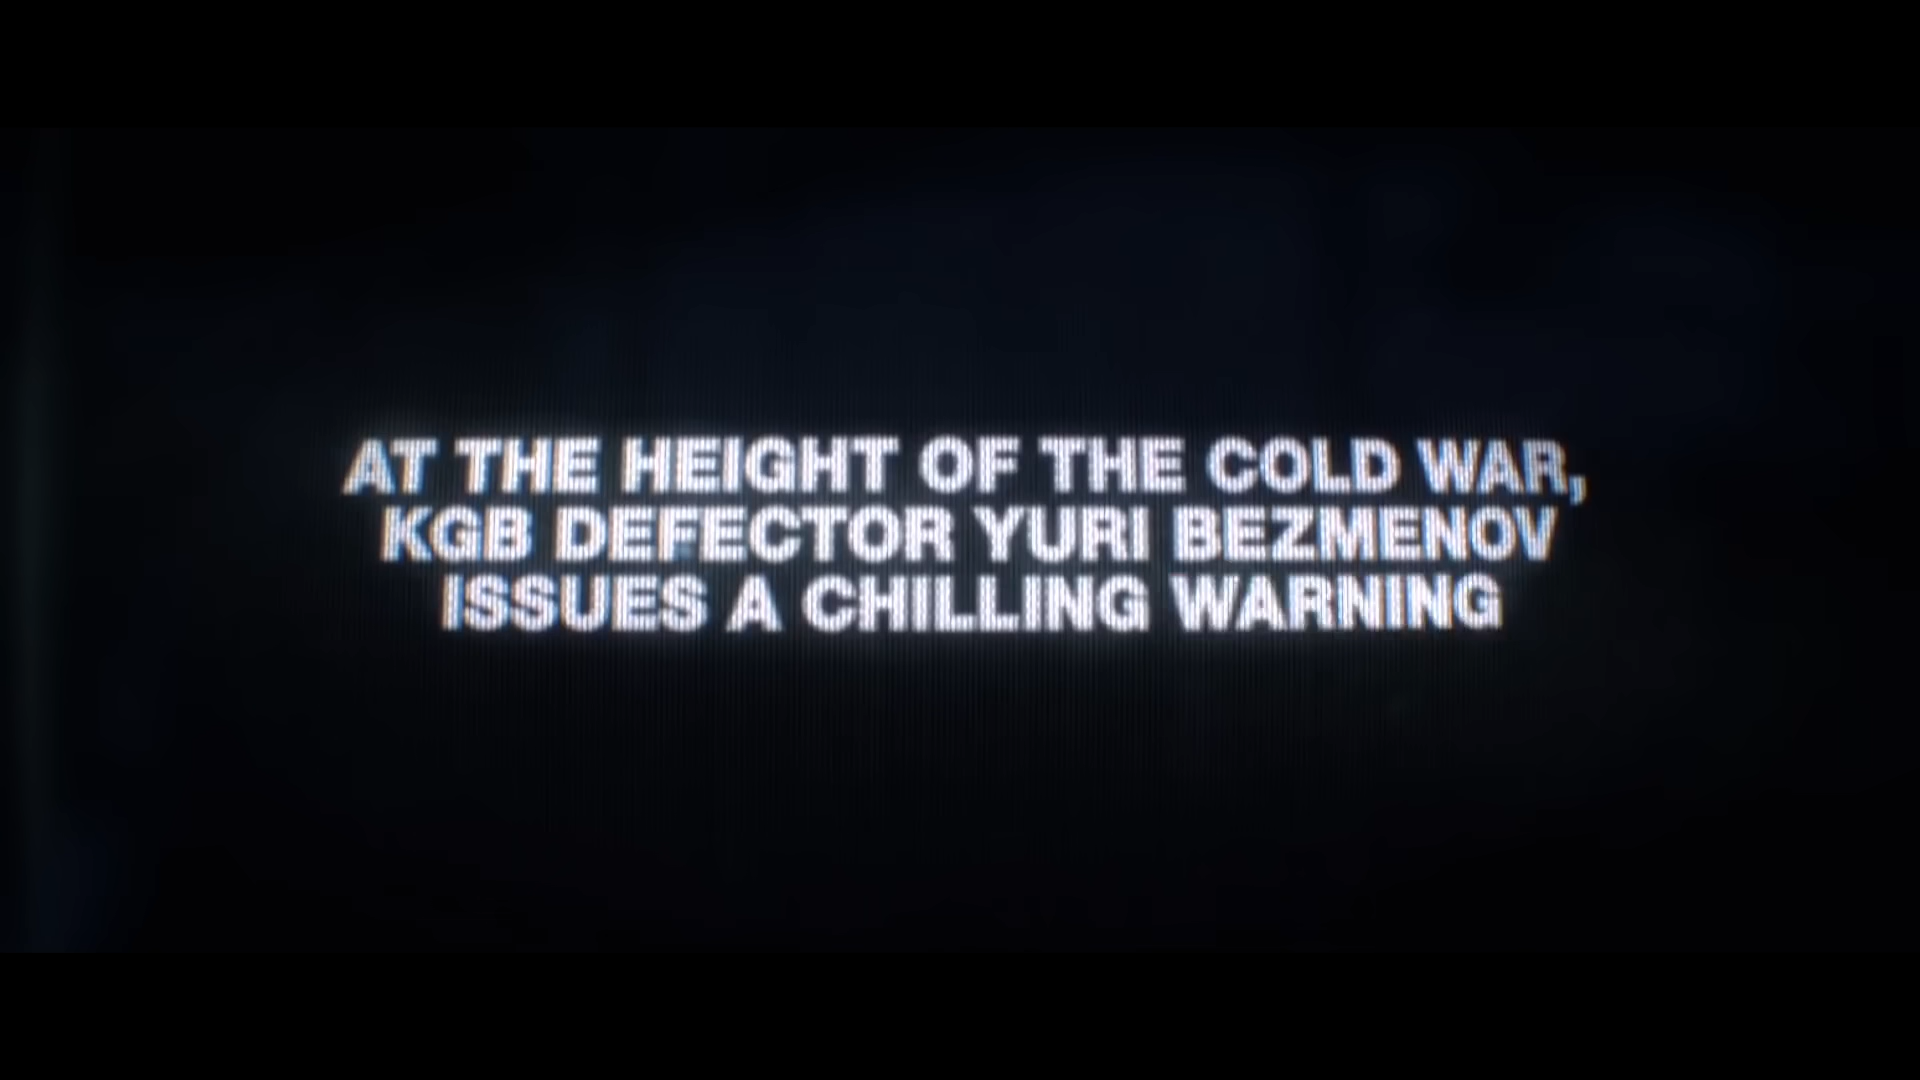 AT THE HEIGHT OF THE COLD WAR,
KGB DEFECTOR YURI BEZMENOV
ISSUES A CHILLING WARNING